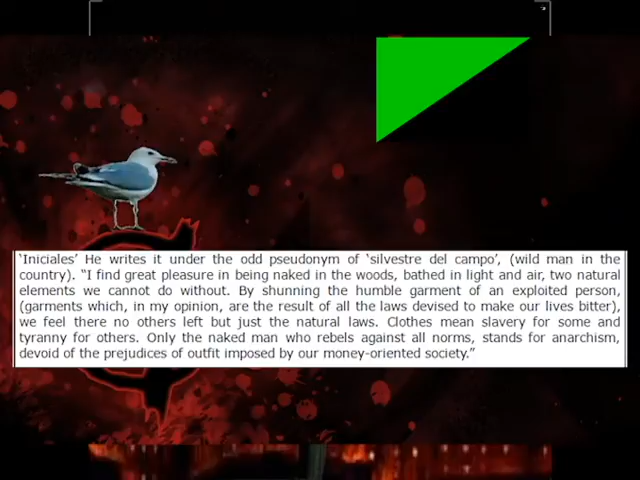 ‘Iniciales’ He writes it under the odd pseudonym of ‘silvestre del campo’, (wild man in the
country). “I find great pleasure in being naked in the woods, bathed in light and air, two natural
elements we cannot do without. By shunning the humble garment of an exploited person,
(garments which, in my opinion, are the result of all the laws devised to make our lives bitter),
we feel there no others left but just the natural laws. Clothes mean slavery for some and
tyranny for others. Only the naked man who rebels against all norms, stands for anarchism,
devoid of the prejudices of outfit imposed by our money-oriented society.”